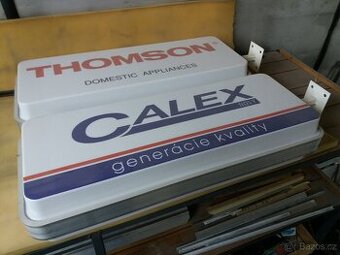 THOMSON
DOMESTIC APPLIANCES
CALEX
generácie kvality
Bazos.cz